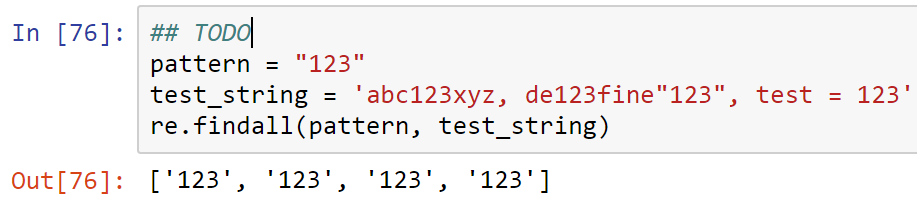 In [76]: ## TODO
pattern = "123"
test_string = 'abc123xyz, de123fine"123", test = 123'
re.findall(pattern, test_string)
Out[76]: ['123', '123', '123', '123']